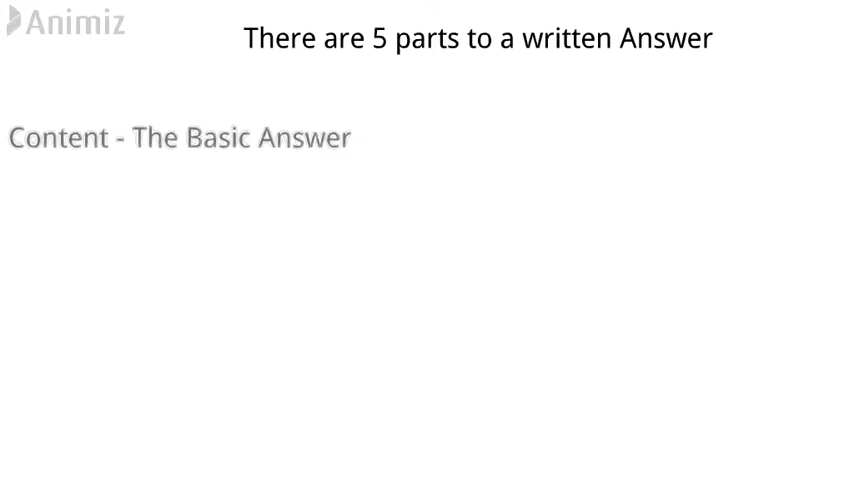 Animiz
There are 5 parts to a written Answer
Content - The Basic Answer